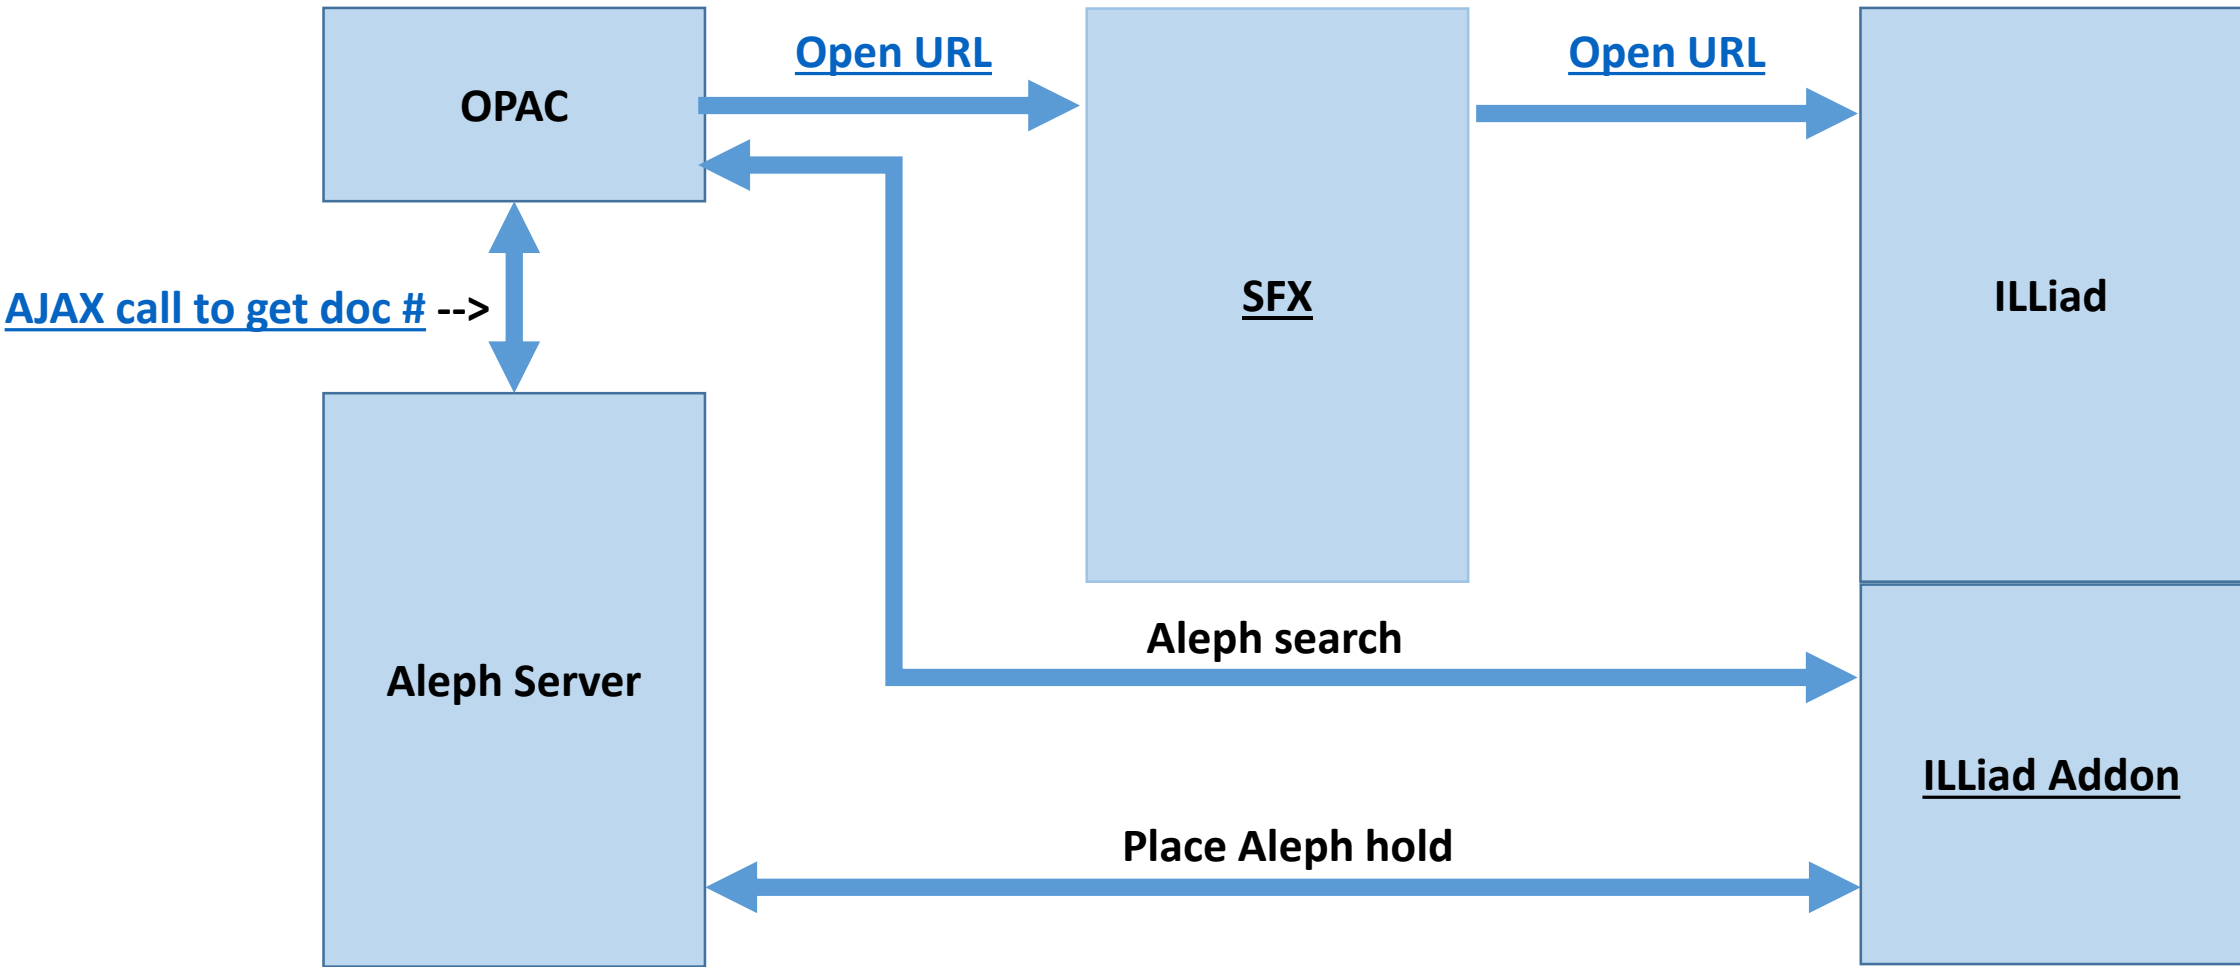 Open URL
Open URL
OPAC
SFX
ILLiad
AJAX call to get doc # -->
Aleph search
Aleph Server
ILLiad Addon
Place Aleph hold